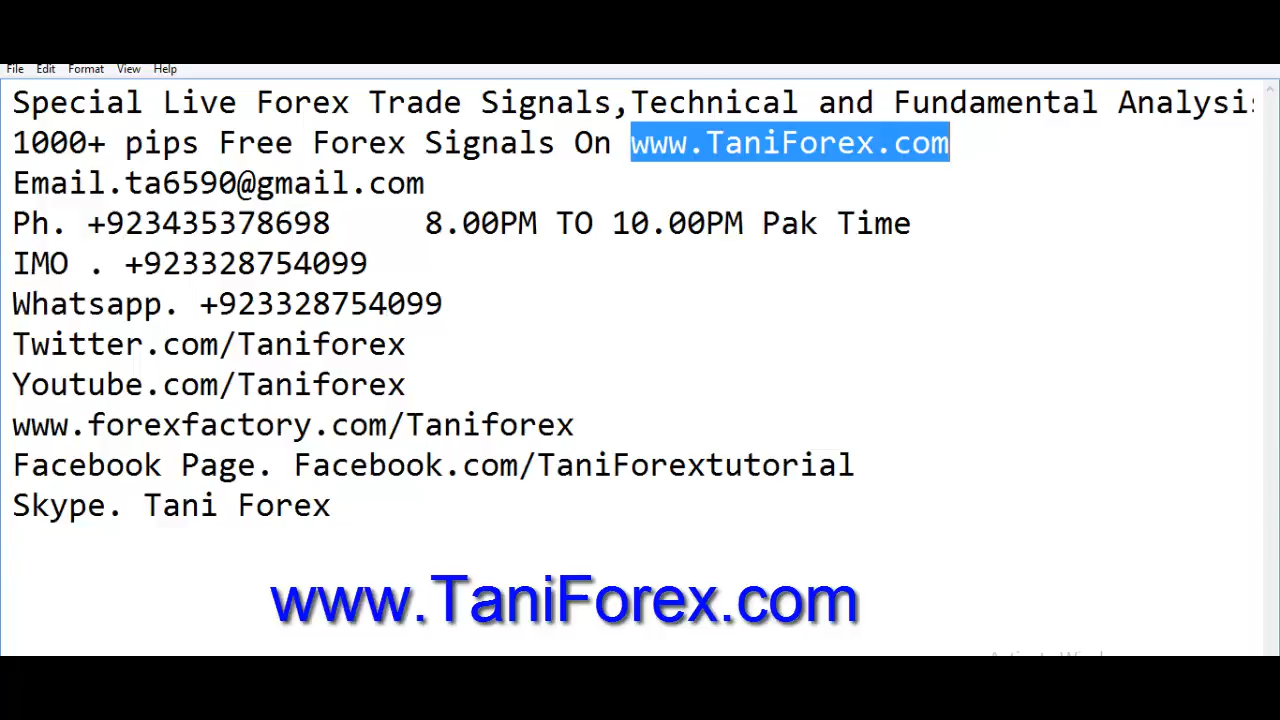 File Edit Format View Help
Special Live Forex Trade Signals,Technical and Fundamental Analysis
1000+ pips Free Forex Signals On www.TaniForex.com
Email.ta6590@gmail.com
Ph. +923435378698 8.00PM TO 10.00PM Pak Time
IMO . +923328754099
Whatsapp. +923328754099
Twitter.com/Taniforex
Youtube.com/Taniforex
www.forexfactory.com/Taniforex
Facebook Page. Facebook.com/TaniForextutorial
Skype. Tani Forex
www.TaniForex.com